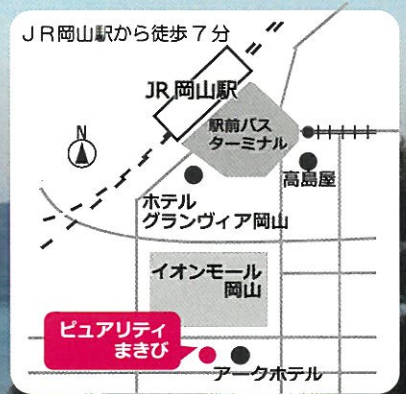 JR岡山駅から徒歩7分
JR岡山駅
駅前バス
ターミナル
N
高島屋
ホテル
グランヴィア岡山
イオンモール
岡山
ピュアリティ
まきび
アークホテル